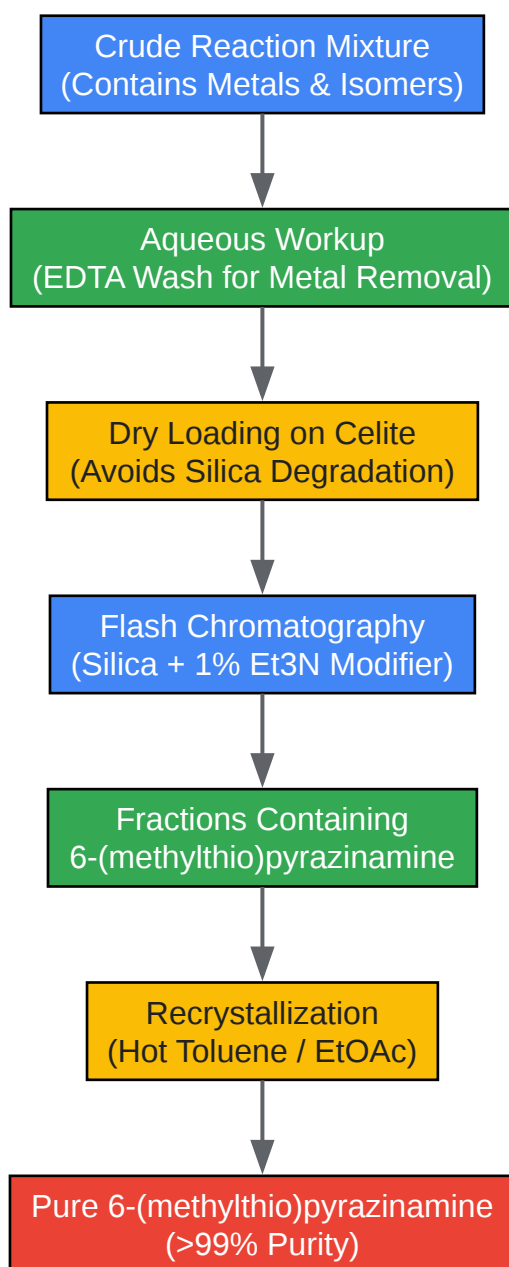 Crude Reaction Mixture
(Contains Metals & Isomers)
Aqueous Workup
(EDTA Wash for Metal Removal)
Dry Loading on Celite
(Avoids Silica Degradation)
Flash Chromatography
(Silica + 1% Et3N Modifier)
Fractions Containing
6-(methylthio)pyrazinamine
Recrystallization
(Hot Toluene / EtOAc)
Pure 6-(methylthio)pyrazinamine
(>99% Purity)